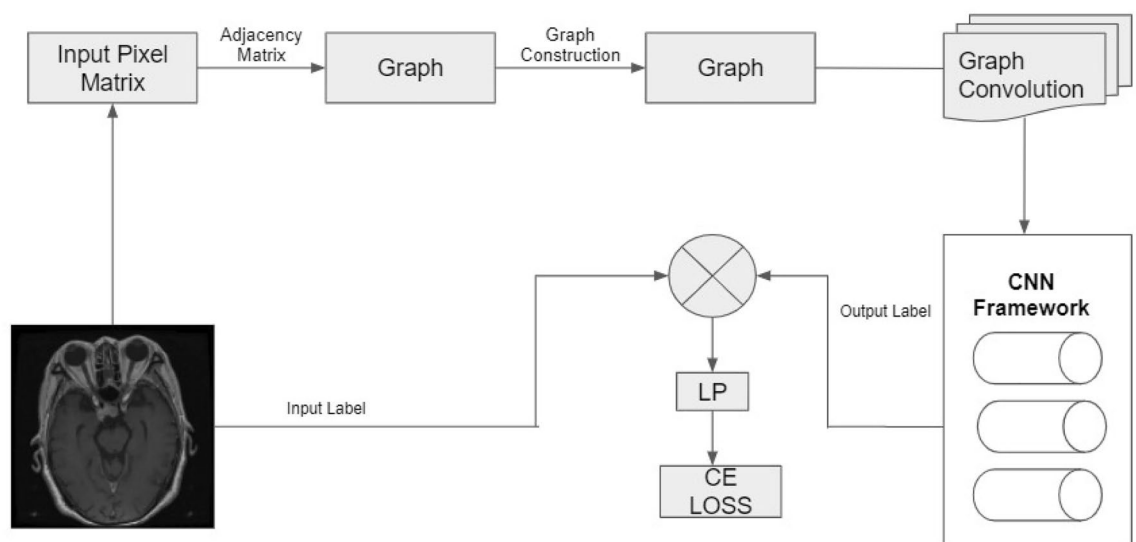 Input Pixel
Matrix
Adjacency
Matrix
Graph
Graph
Construction
Graph
Graph
Convolution
CNN
Framework
Output Label
Input Label
LP
CE
LOSS